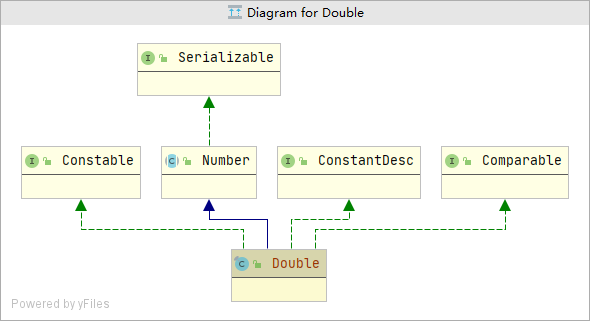 Diagram for Double
I Serializable
I Constable
C Number
I ConstantDesc
I Comparable
C Double
Powered by yFiles